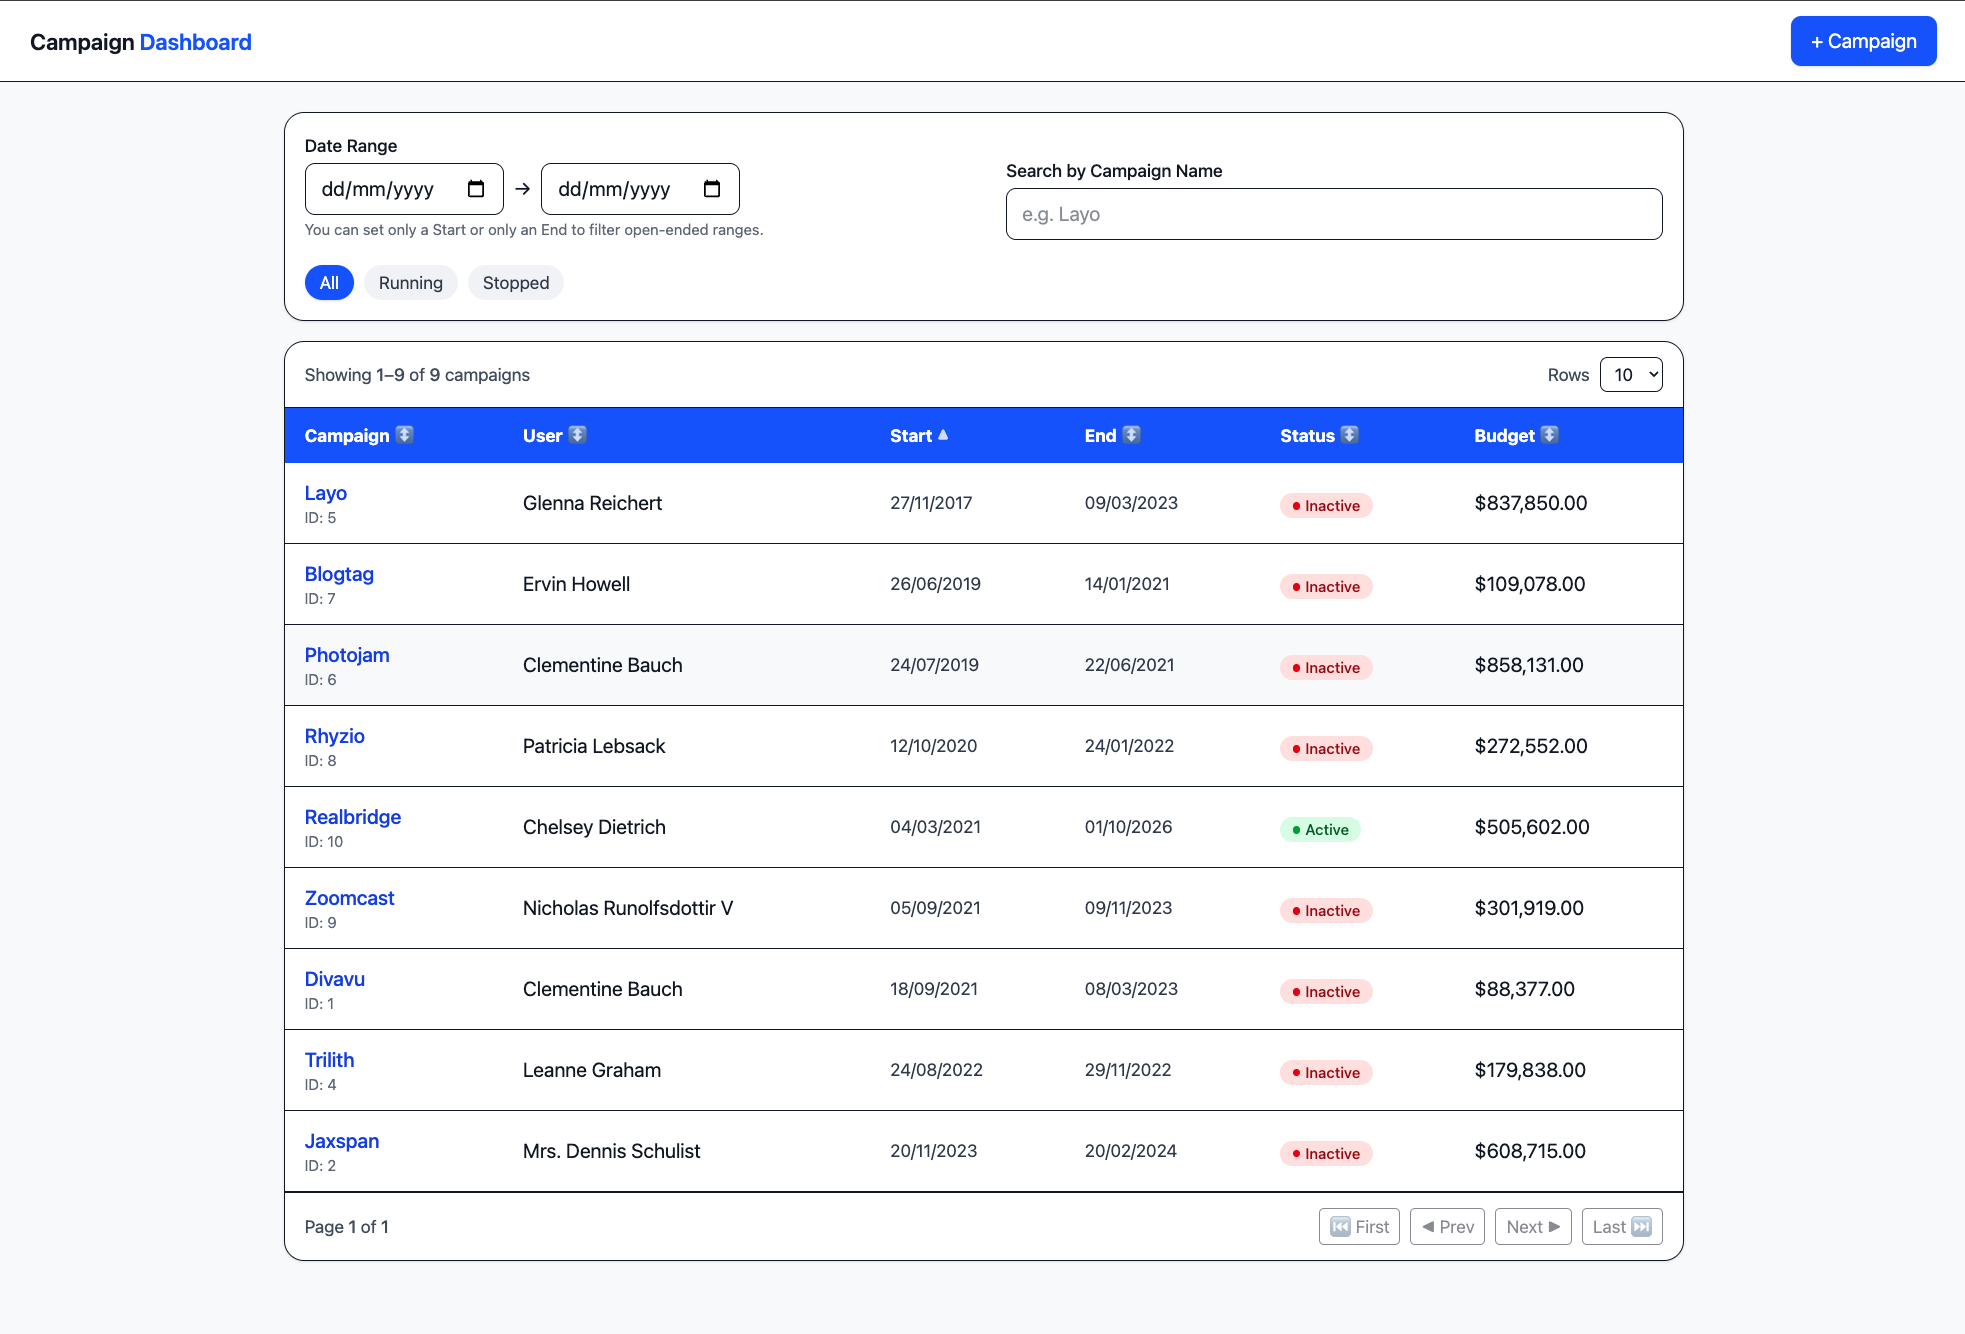 Campaign Dashboard
+ Campaign
Date Range
dd/mm/yyyy → dd/mm/yyyy
You can set only a Start or only an End to filter open-ended ranges.
Search by Campaign Name
e.g. Layo
All Running Stopped
Showing 1–9 of 9 campaigns
Rows 10
Campaign ↕️ User ↕️ Start ▲ End ↕️ Status ↕️ Budget ↕️
Layo
ID: 5
Glenna Reichert 27/11/2017 09/03/2023 Inactive $837,850.00
Blogtag
ID: 7
Ervin Howell 26/06/2019 14/01/2021 Inactive $109,078.00
Photojam
ID: 6
Clementine Bauch 24/07/2019 22/06/2021 Inactive $858,131.00
Rhyzio
ID: 8
Patricia Lebsack 12/10/2020 24/01/2022 Inactive $272,552.00
Realbridge
ID: 10
Chelsey Dietrich 04/03/2021 01/10/2026 Active $505,602.00
Zoomcast
ID: 9
Nicholas Runolfsdottir V 05/09/2021 09/11/2023 Inactive $301,919.00
Divavu
ID: 1
Clementine Bauch 18/09/2021 08/03/2023 Inactive $88,377.00
Trilith
ID: 4
Leanne Graham 24/08/2022 29/11/2022 Inactive $179,838.00
Jaxspan
ID: 2
Mrs. Dennis Schulist 20/11/2023 20/02/2024 Inactive $608,715.00
Page 1 of 1
⏮️ First ◀ Prev Next ▶ Last ⏭️